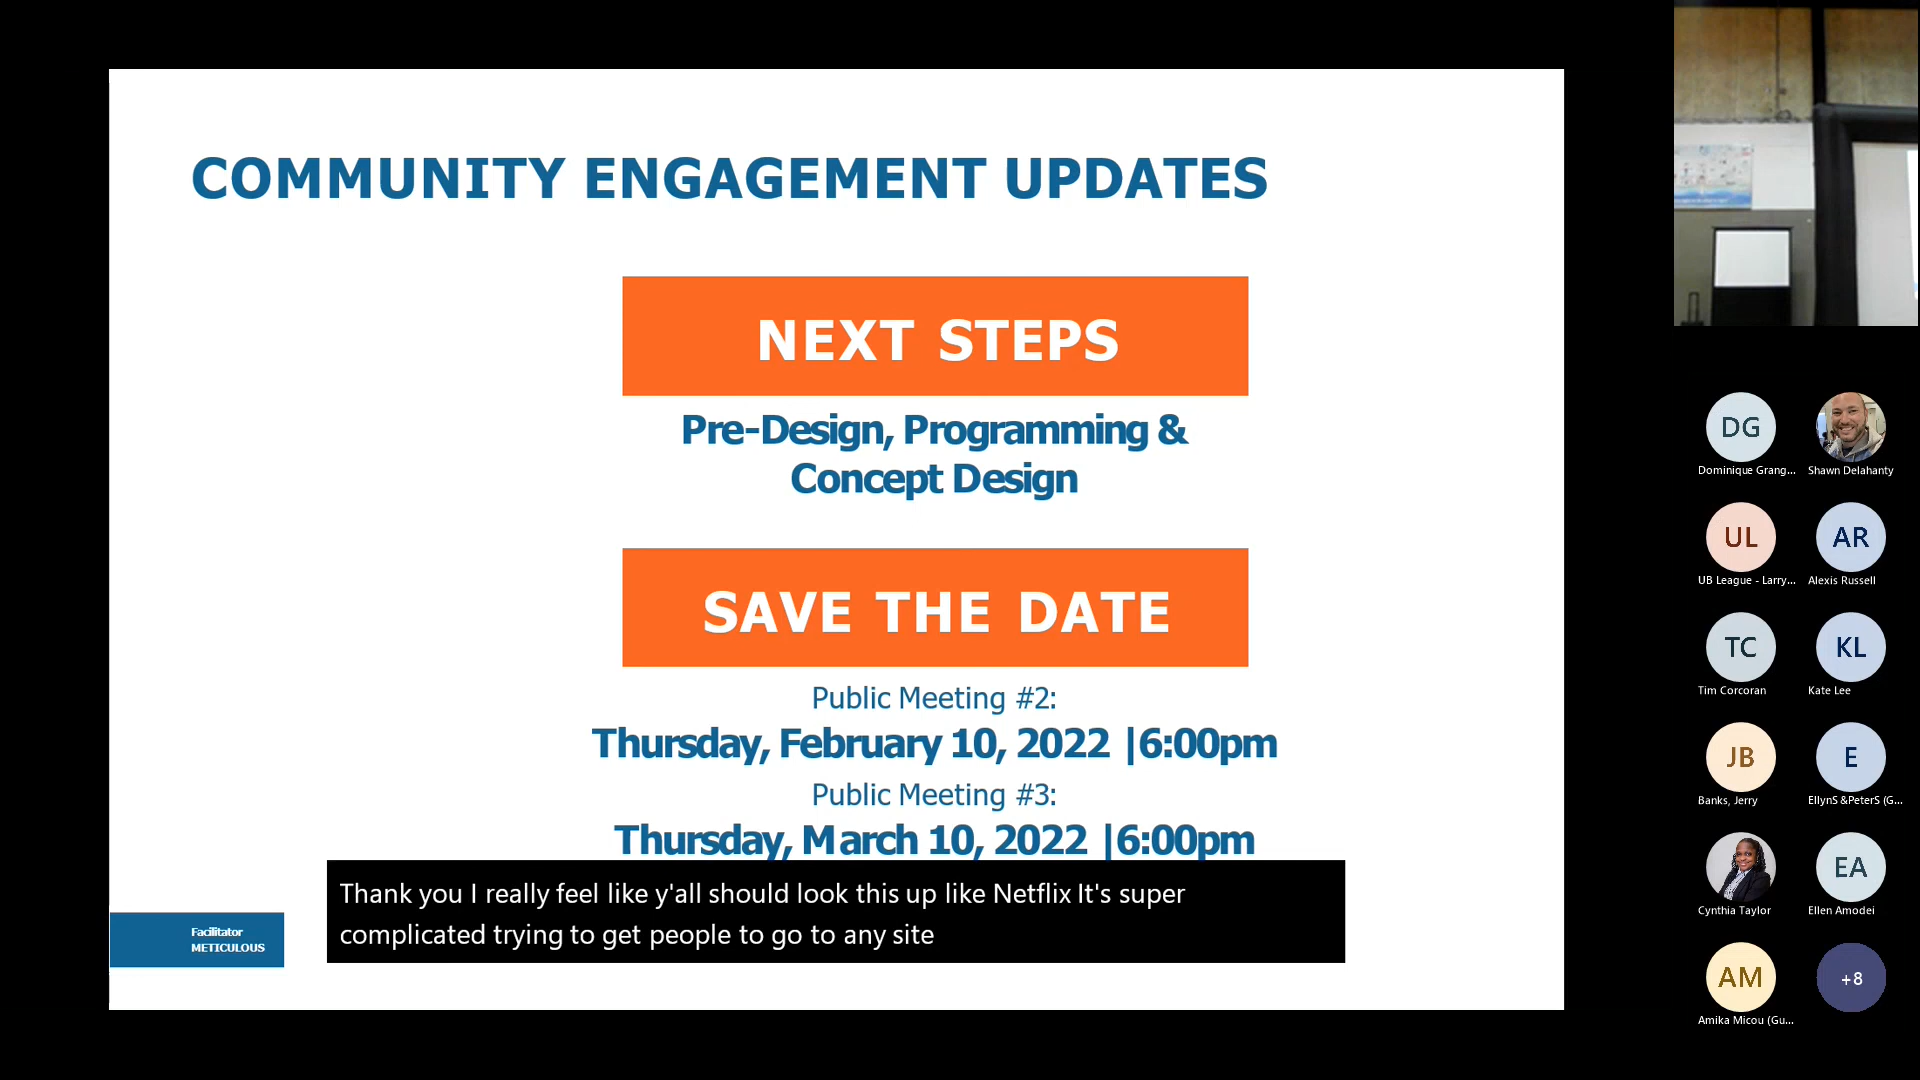 COMMUNITY ENGAGEMENT UPDATES
NEXT STEPS
Pre-Design, Programming &
Concept Design
SAVE THE DATE
Public Meeting #2:
Thursday, February 10, 2022 |6:00pm
Public Meeting #3:
Thursday, March 10, 2022 |6:00pm
Thank you I really feel like y'all should look this up like Netflix It's super
complicated trying to get people to go to any site
Facilitator
METICULOUS
DG
Dominique Grang...
Shawn Delahanty
UL
UB League - Larry...
AR
Alexis Russell
TC
Tim Corcoran
KL
Kate Lee
JB
Banks, Jerry
E
EllynS &PeterS (G...
Cynthia Taylor
EA
Ellen Amodei
AM
Amika Micou (Gu...
+8